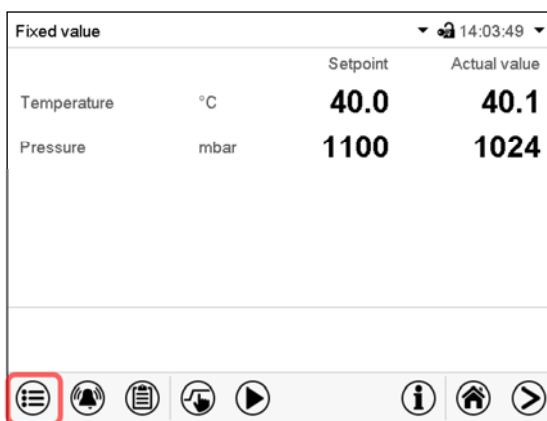 Fixed value 14:03:49
Setpoint Actual value
Temperature °C 40.0 40.1
Pressure mbar 1100 1024